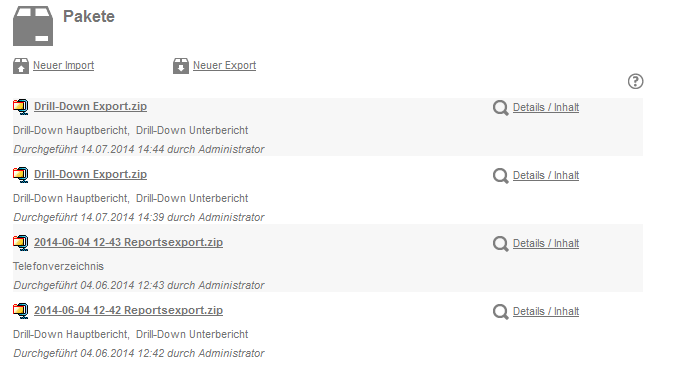 Pakete
Neuer Import Neuer Export
?
Drill-Down Export.zip Details / Inhalt
Drill-Down Hauptbericht, Drill-Down Unterbericht
Durchgeführt 14.07.2014 14:44 durch Administrator
Drill-Down Export.zip Details / Inhalt
Drill-Down Hauptbericht, Drill-Down Unterbericht
Durchgeführt 14.07.2014 14:39 durch Administrator
2014-06-04 12-43 Reportsexport.zip Details / Inhalt
Telefonverzeichnis
Durchgeführt 04.06.2014 12:43 durch Administrator
2014-06-04 12-42 Reportsexport.zip Details / Inhalt
Drill-Down Hauptbericht, Drill-Down Unterbericht
Durchgeführt 04.06.2014 12:42 durch Administrator